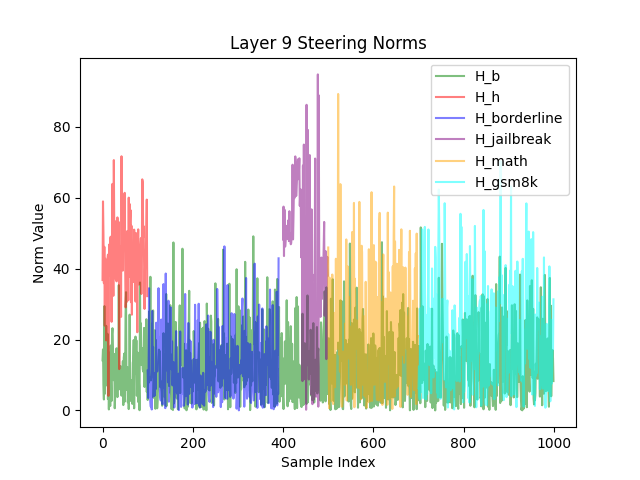 Layer 9 Steering Norms
H_b
H_h
H_borderline
H_jailbreak
H_math
H_gsm8k
Norm Value
80
60
40
20
0
0
200
400
600
800
1000
Sample Index